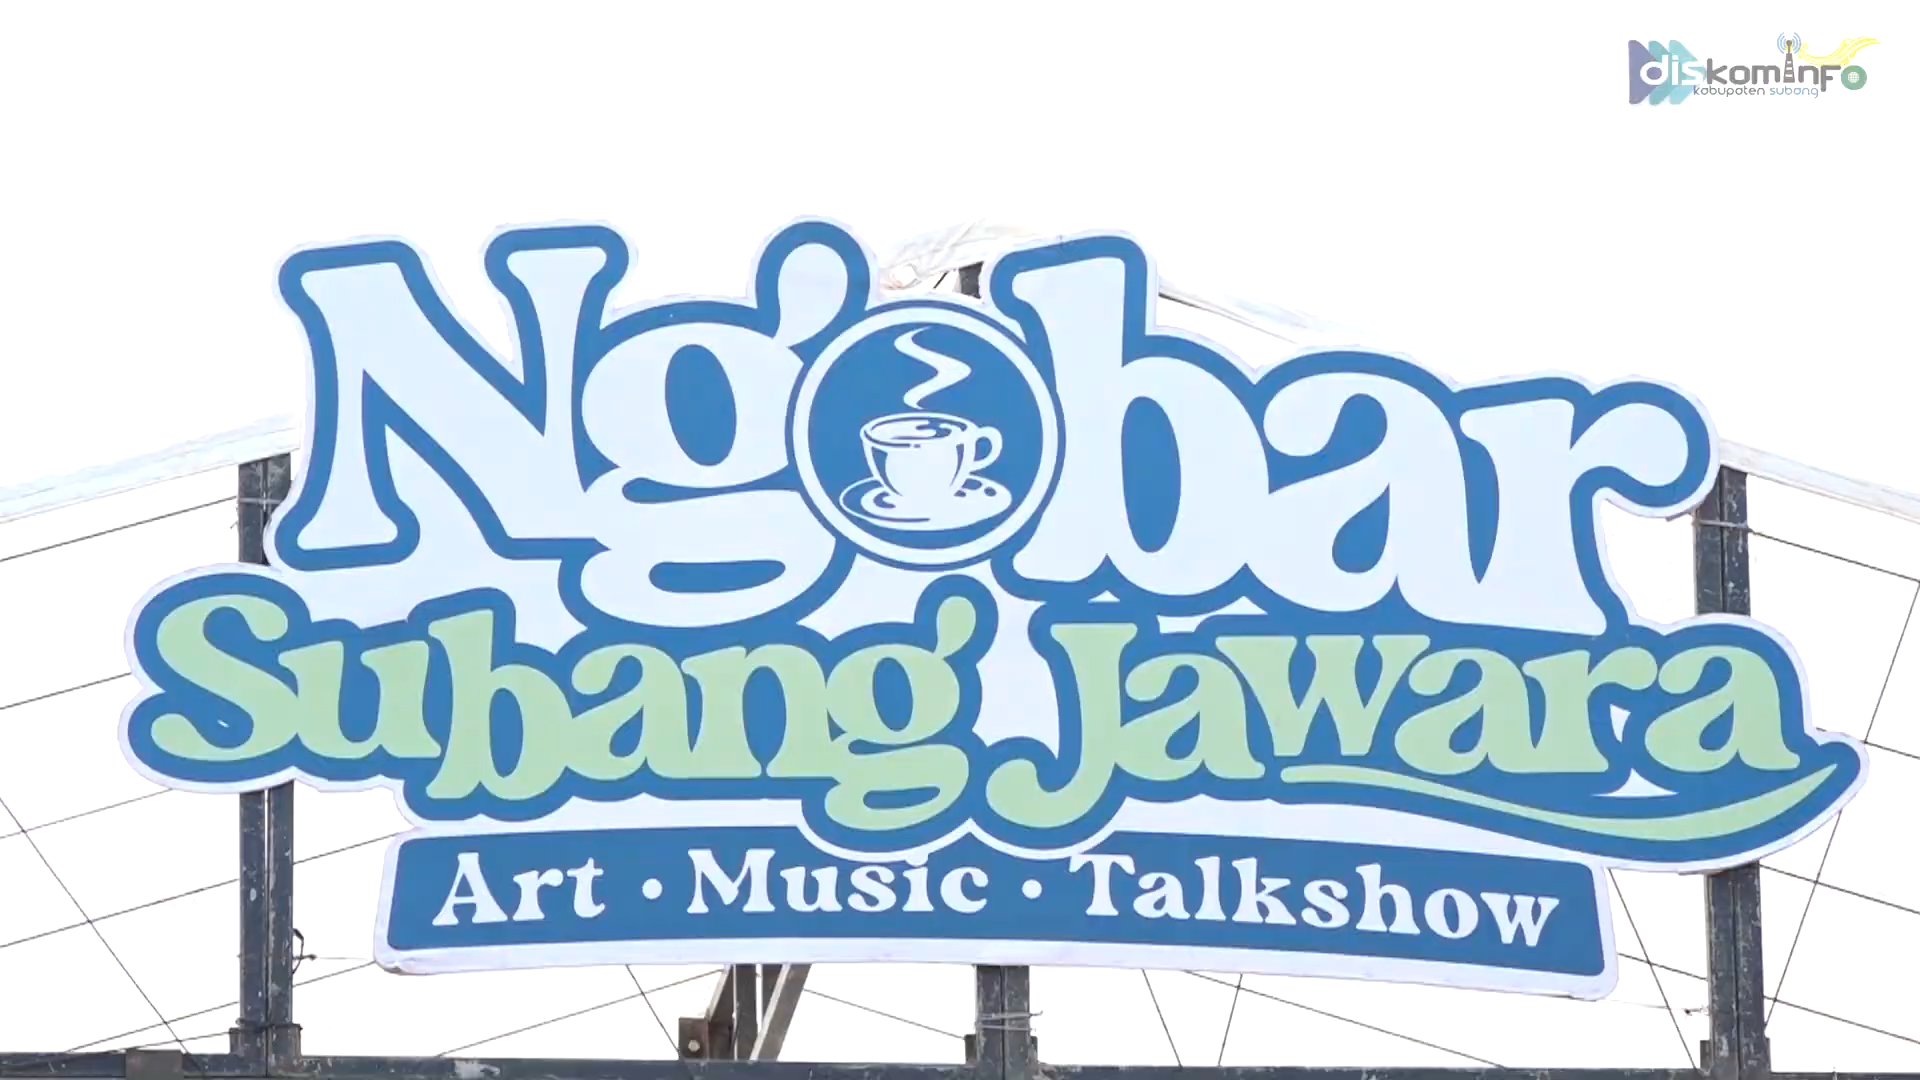 diskominfo
kabupaten subang
Ngobar
Subang Jawara
Art • Music • Talkshow